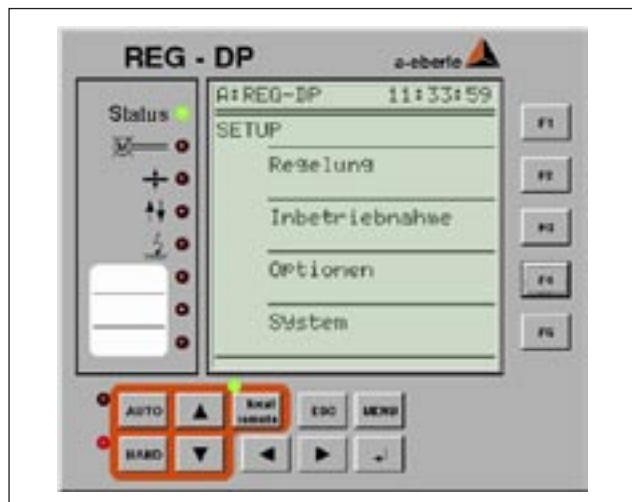 REG - DP
a-eberle
A:REG-DP 11:33:59
Status
SETUP
Regelung
Inbetriebnahme
Optionen
System
F1
F2
F3
F4
F5
AUTO
local
remote
ESC
MENU
HAND